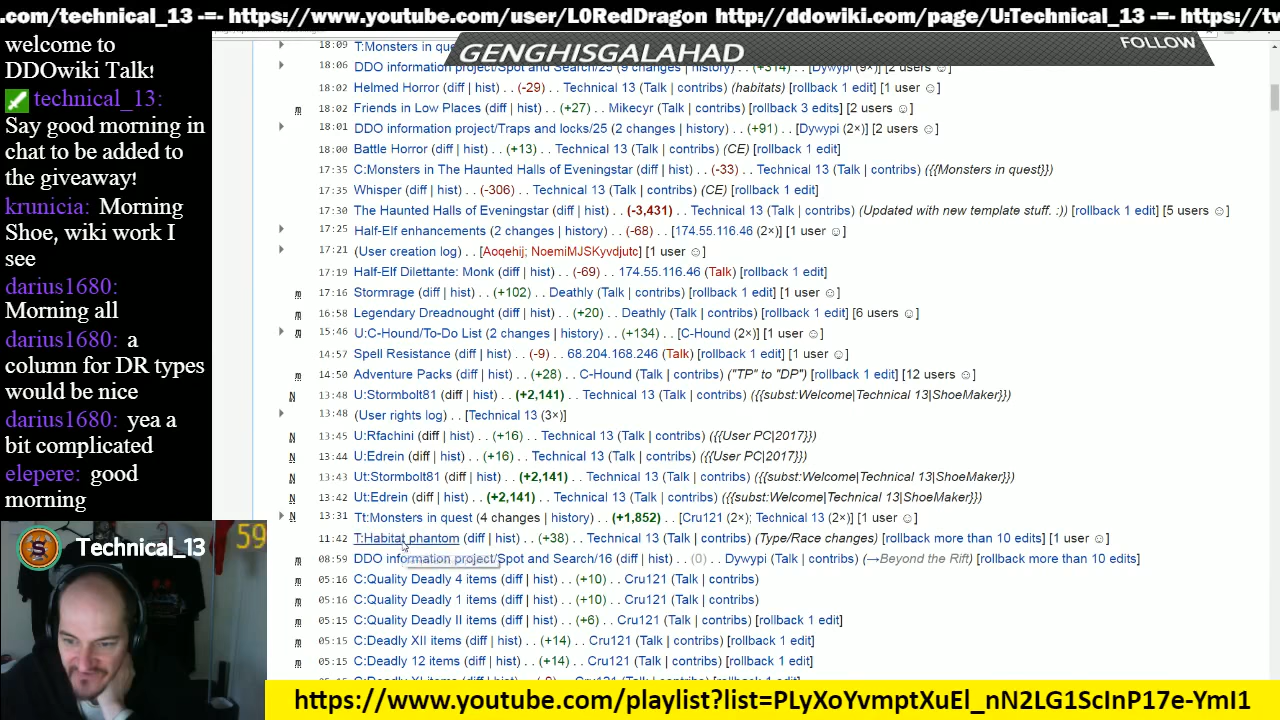 .com/technical_13 -=- https://www.youtube.com/user/L0RedDragon http://ddowiki.com/page/U:Technical_13 -=- https://tw
GENGHISGALAHAD
FOLLOW
welcome to
DDOwiki Talk!
technical_13:
Say good morning in
chat to be added to
the giveaway!
krunicia: Morning
Shoe, wiki work I
see
darius1680:
Morning all
darius1680: a
column for DR types
would be nice
darius1680: yea a
bit complicated
elepere: good
morning
59
Technical_13
18:09 T:Monsters in que
18:06 DDO information project/Spot and Search/25 (9 changes | history) . . (+314) . . [Dywypi (9×)] [2 users ☺]
18:02 Helmed Horror (diff | hist) . . (-29) . . Technical 13 (Talk | contribs) (habitats) [rollback 1 edit] [1 user ☺]
m 18:02 Friends in Low Places (diff | hist) . . (+27) . . Mikecyr (Talk | contribs) [rollback 3 edits] [2 users ☺]
18:01 DDO information project/Traps and locks/25 (2 changes | history) . . (+91) . . [Dywypi (2×)] [2 users ☺]
18:00 Battle Horror (diff | hist) . . (+13) . . Technical 13 (Talk | contribs) (CE) [rollback 1 edit]
17:35 C:Monsters in The Haunted Halls of Eveningstar (diff | hist) . . (-33) . . Technical 13 (Talk | contribs) ({{Monsters in quest}})
17:35 Whisper (diff | hist) . . (-306) . . Technical 13 (Talk | contribs) (CE) [rollback 1 edit]
17:30 The Haunted Halls of Eveningstar (diff | hist) . . (-3,431) . . Technical 13 (Talk | contribs) (Updated with new template stuff. :)) [rollback 1 edit] [5 users ☺]
17:25 Half-Elf enhancements (2 changes | history) . . (-68) . . [174.55.116.46 (2×)] [1 user ☺]
17:21 (User creation log) . . [Aoqehij; NoemiMJSKyvdjutc] [1 user ☺]
17:19 Half-Elf Dilettante: Monk (diff | hist) . . (-69) . . 174.55.116.46 (Talk) [rollback 1 edit]
m 17:16 Stormrage (diff | hist) . . (+102) . . Deathly (Talk | contribs) [rollback 1 edit] [1 user ☺]
m 16:58 Legendary Dreadnought (diff | hist) . . (+20) . . Deathly (Talk | contribs) [rollback 1 edit] [6 users ☺]
m 15:46 U:C-Hound/To-Do List (2 changes | history) . . (+134) . . [C-Hound (2×)] [1 user ☺]
14:57 Spell Resistance (diff | hist) . . (-9) . . 68.204.168.246 (Talk) [rollback 1 edit] [1 user ☺]
m 14:50 Adventure Packs (diff | hist) . . (+28) . . C-Hound (Talk | contribs) ("TP" to "DP") [rollback 1 edit] [12 users ☺]
N 13:48 U:Stormbolt81 (diff | hist) . . (+2,141) . . Technical 13 (Talk | contribs) ({{subst:Welcome|Technical 13|ShoeMaker}})
13:48 (User rights log) . . [Technical 13 (3×)]
N 13:45 U:Rfachini (diff | hist) . . (+16) . . Technical 13 (Talk | contribs) ({{User PC|2017}})
N 13:44 U:Edrein (diff | hist) . . (+16) . . Technical 13 (Talk | contribs) ({{User PC|2017}})
N 13:43 Ut:Stormbolt81 (diff | hist) . . (+2,141) . . Technical 13 (Talk | contribs) ({{subst:Welcome|Technical 13|ShoeMaker}})
N 13:42 Ut:Edrein (diff | hist) . . (+2,141) . . Technical 13 (Talk | contribs) ({{subst:Welcome|Technical 13|ShoeMaker}})
N 13:31 Tt:Monsters in quest (4 changes | history) . . (+1,852) . . [Cru121 (2×); Technical 13 (2×)] [1 user ☺]
11:42 T:Habitat phantom (diff | hist) . . (+38) . . Technical 13 (Talk | contribs) (Type/Race changes) [rollback more than 10 edits] [1 user ☺]
m 08:59 DDO information project/Spot and Search/16 (diff | hist) . . (0) . . Dywypi (Talk | contribs) (→Beyond the Rift) [rollback more than 10 edits]
m 05:16 C:Quality Deadly 4 items (diff | hist) . . (+10) . . Cru121 (Talk | contribs)
m 05:16 C:Quality Deadly 1 items (diff | hist) . . (+10) . . Cru121 (Talk | contribs)
m 05:15 C:Quality Deadly II items (diff | hist) . . (+6) . . Cru121 (Talk | contribs) [rollback 1 edit]
m 05:15 C:Deadly XII items (diff | hist) . . (+14) . . Cru121 (Talk | contribs) [rollback 1 edit]
m 05:15 C:Deadly 12 items (diff | hist) . . (+14) . . Cru121 (Talk | contribs) [rollback 1 edit]
https://www.youtube.com/playlist?list=PLyXoYvmptXuEl_nN2LG1ScInP17e-YmI1